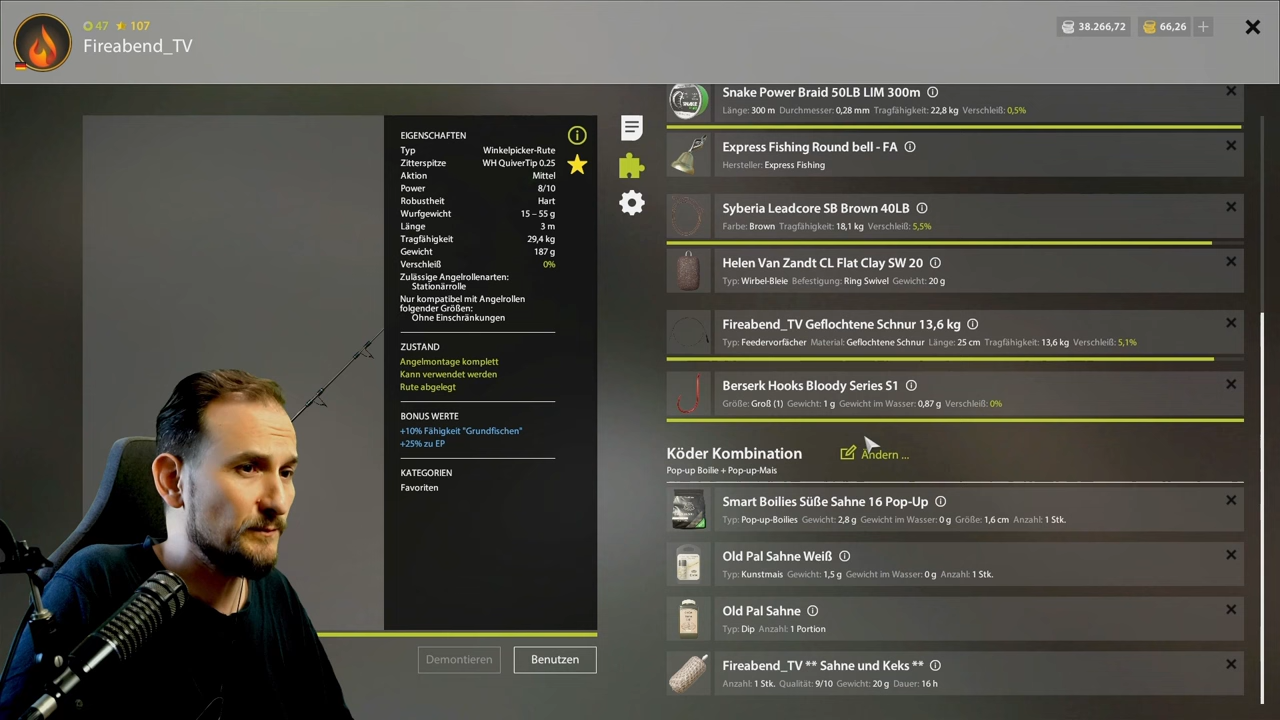 47 107
Fireabend_TV
38.266,72 66,26
EIGENSCHAFTEN
Typ Winkelpicker-Rute
Zitterspitze WH QuiverTip 0.25
Aktion Mittel
Power 8/10
Robustheit Hart
Wurfgewicht 15 – 55 g
Länge 3 m
Tragfähigkeit 29,4 kg
Gewicht 187 g
Verschleiß 0%
Zulässige Angelrollenarten:
Stationärrolle
Nur kompatibel mit Angelrollen
folgender Größen:
Ohne Einschränkungen
ZUSTAND
Angelmontage komplett
Kann verwendet werden
Rute abgelegt
BONUS WERTE
+10% Fähigkeit "Grundfischen"
+25% zu EP
KATEGORIEN
Favoriten
Demontieren Benutzen
Snake Power Braid 50LB LIM 300m
Länge: 300 m Durchmesser: 0,28 mm Tragfähigkeit: 22,8 kg Verschleiß: 0,5%
Express Fishing Round bell - FA
Hersteller: Express Fishing
Syberia Leadcore SB Brown 40LB
Farbe: Brown Tragfähigkeit: 18,1 kg Verschleiß: 5,5%
Helen Van Zandt CL Flat Clay SW 20
Typ: Wirbel-Bleie Befestigung: Ring Swivel Gewicht: 20 g
Fireabend_TV Geflochtene Schnur 13,6 kg
Typ: Feedervorfächer Material: Geflochtene Schnur Länge: 25 cm Tragfähigkeit: 13,6 kg Verschleiß: 5,1%
Berserk Hooks Bloody Series S1
Größe: Groß (1) Gewicht: 1 g Gewicht im Wasser: 0,87 g Verschleiß: 0%
Köder Kombination Ändern ...
Pop-up Boilie + Pop-up-Mais
Smart Boilies Süße Sahne 16 Pop-Up
Typ: Pop-up-Boilies Gewicht: 2,8 g Gewicht im Wasser: 0 g Größe: 1,6 cm Anzahl: 1 Stk.
Old Pal Sahne Weiß
Typ: Kunstmais Gewicht: 1,5 g Gewicht im Wasser: 0 g Anzahl: 1 Stk.
Old Pal Sahne
Typ: Dip Anzahl: 1 Portion
Fireabend_TV ** Sahne und Keks **
Anzahl: 1 Stk. Qualität: 9/10 Gewicht: 20 g Dauer: 16 h